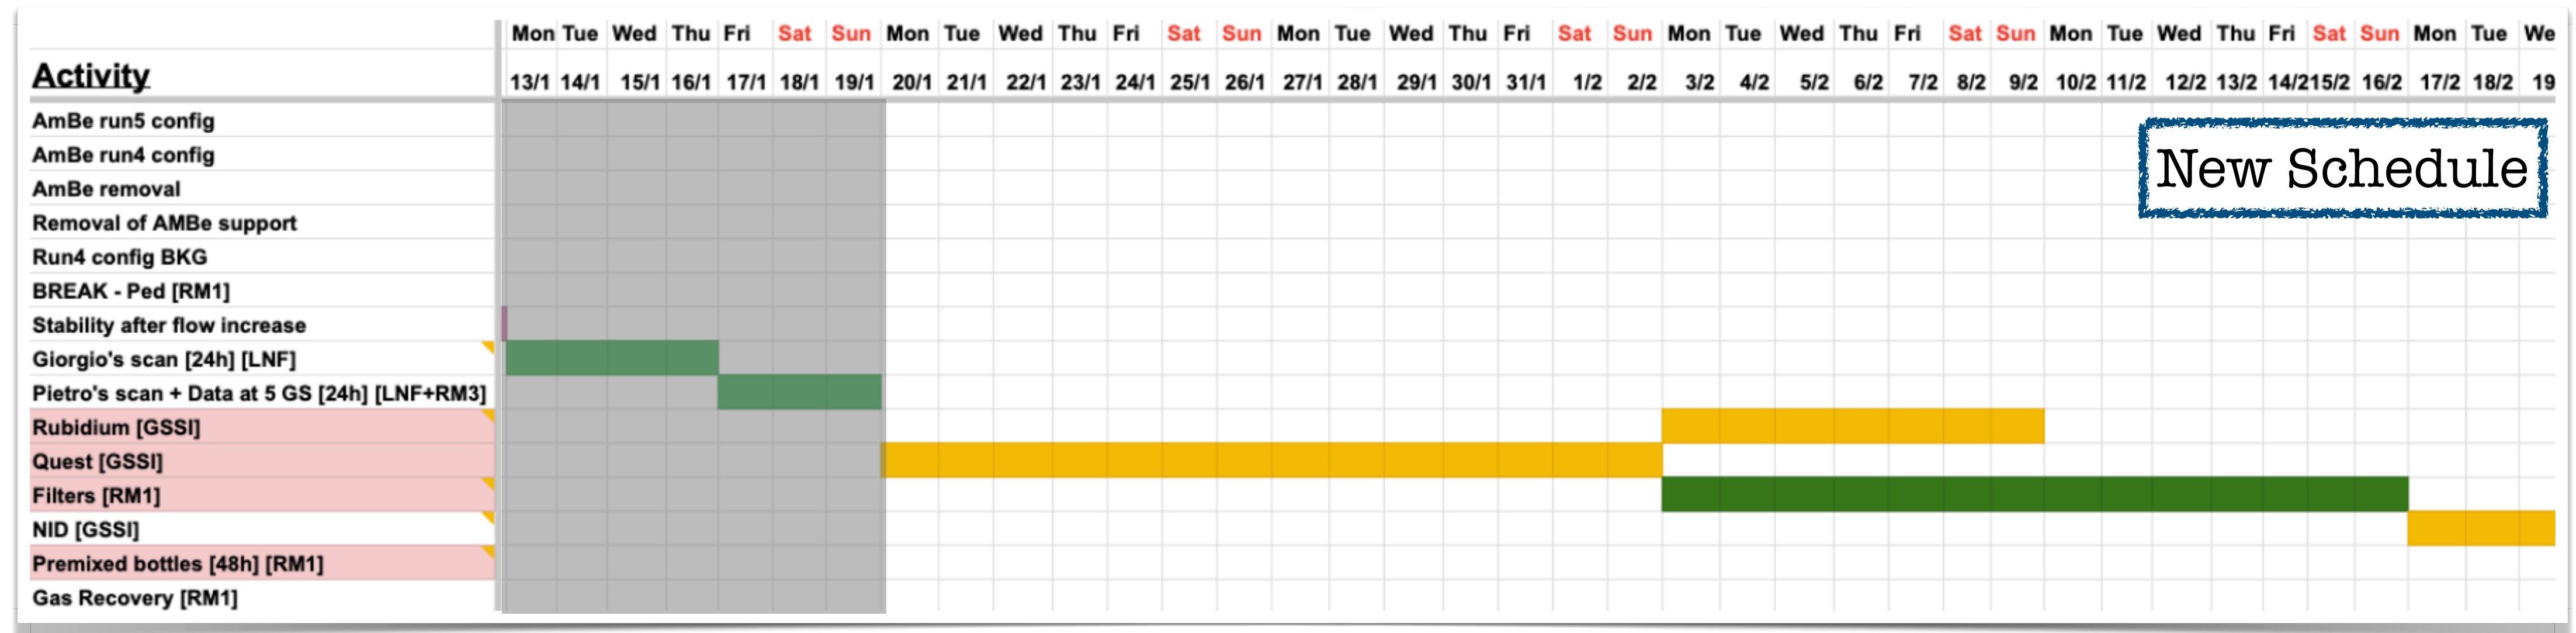 Mon Tue Wed Thu Fri Sat Sun Mon Tue Wed Thu Fri Sat Sun Mon Tue Wed Thu Fri Sat Sun Mon Tue Wed Thu Fri Sat Sun Mon Tue Wed Thu Fri Sat Sun Mon Tue We
Activity 13/1 14/1 15/1 16/1 17/1 18/1 19/1 20/1 21/1 22/1 23/1 24/1 25/1 26/1 27/1 28/1 29/1 30/1 31/1 1/2 2/2 3/2 4/2 5/2 6/2 7/2 8/2 9/2 10/2 11/2 12/2 13/2 14/2 15/2 16/2 17/2 18/2 19
AmBe run5 config
New Schedule
AmBe run4 config
AmBe removal
Removal of AMBe support
Run4 config BKG
BREAK - Ped [RM1]
Stability after flow increase
Giorgio's scan [24h] [LNF]
Pietro's scan + Data at 5 GS [24h] [LNF+RM3]
Rubidium [GSSI]
Quest [GSSI]
Filters [RM1]
NID [GSSI]
Premixed bottles [48h] [RM1]
Gas Recovery [RM1]